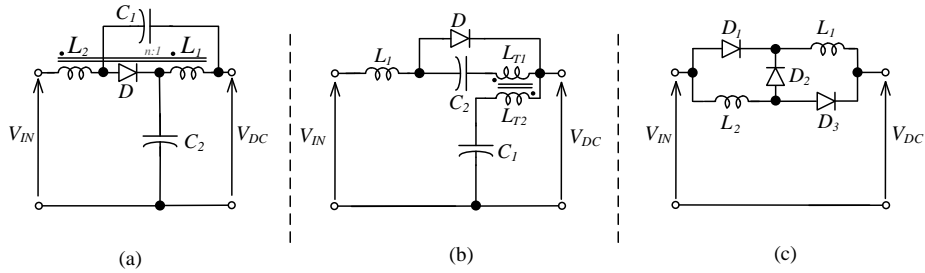 C1
L2 n:1 L1
D
VIN
C2
VDC
(a)
D
L1
LT1
C2
LT2
VIN
C1
VDC
(b)
D1
L1
D2
L2
D3
VIN
VDC
(c)